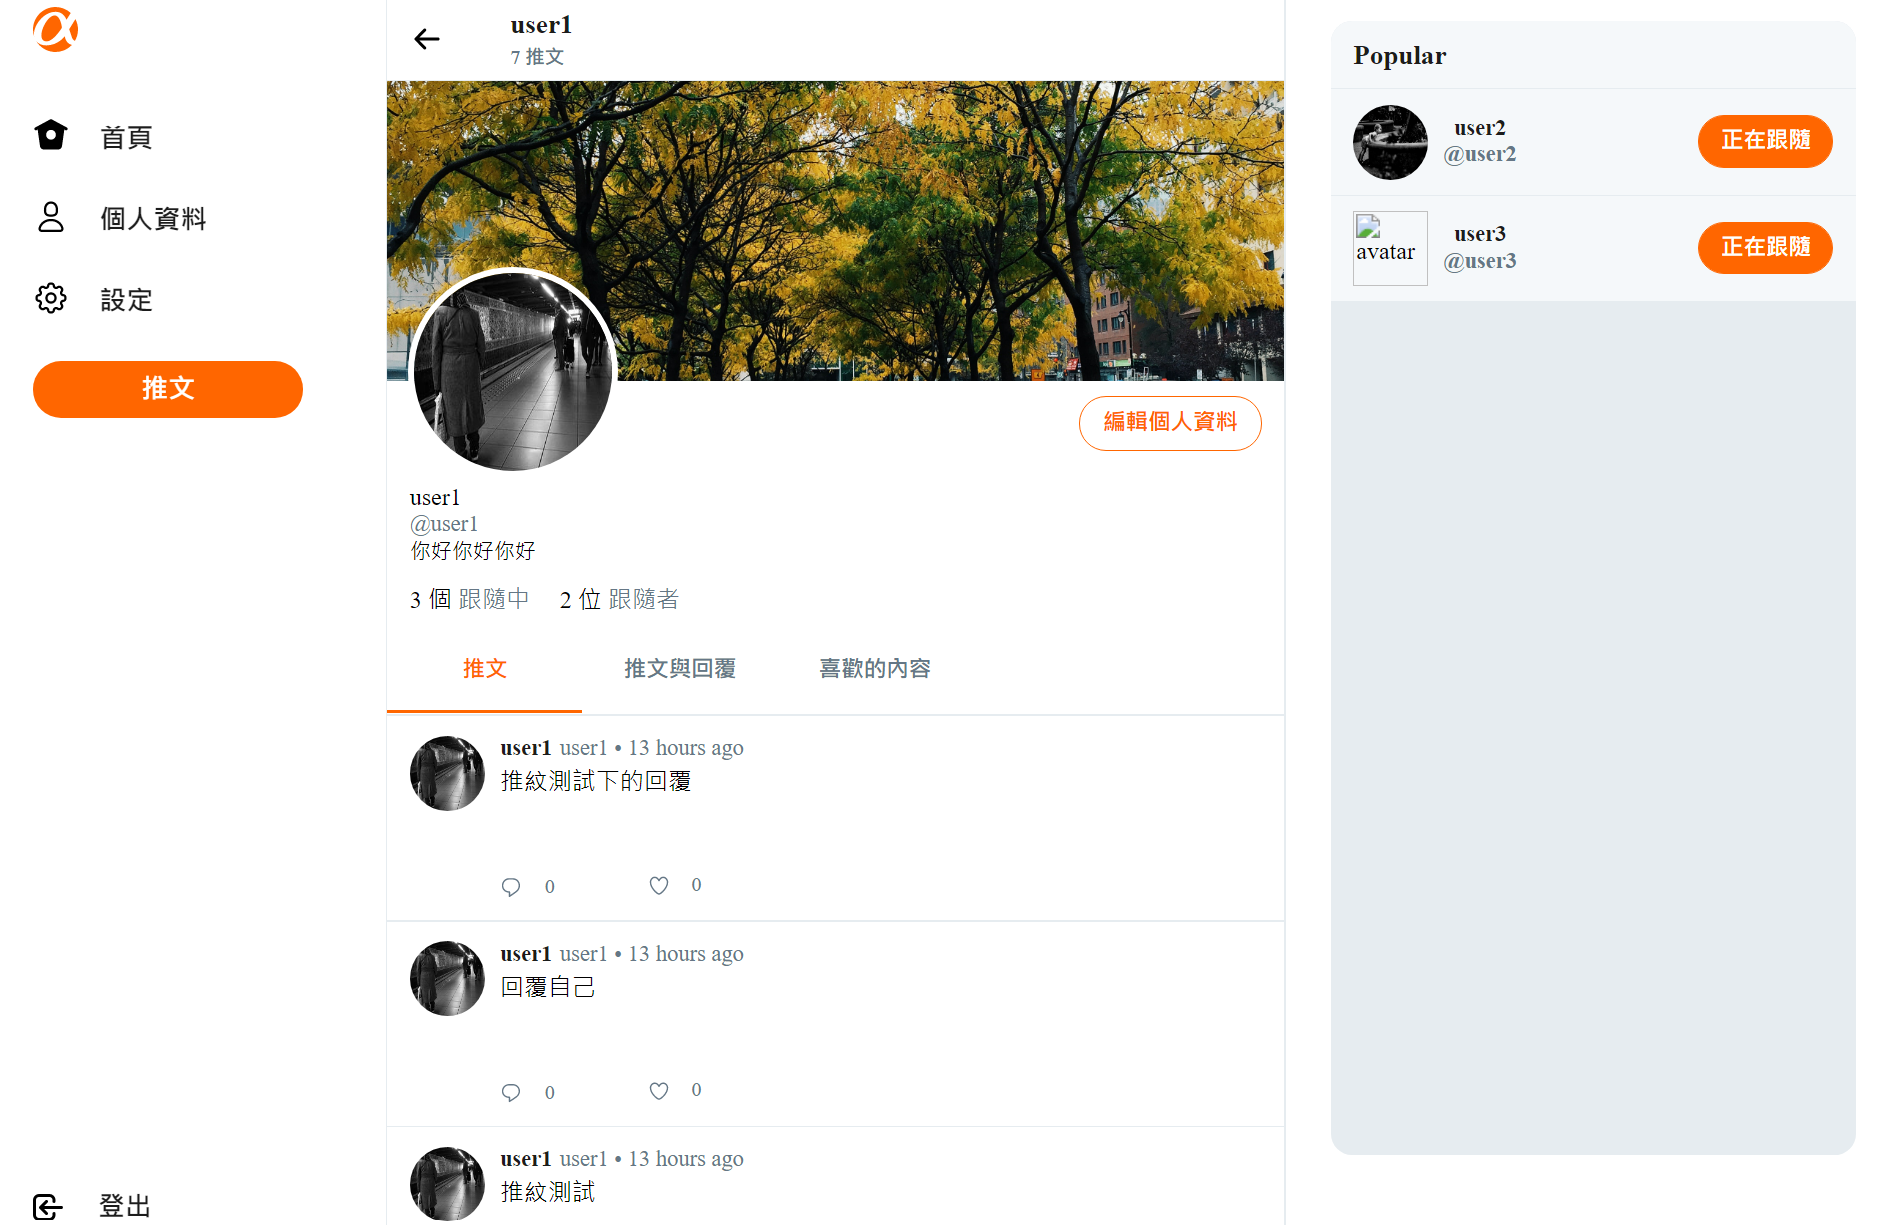 首頁
個人資料
設定
推文
登出
user1
7 推文
編輯個人資料
user1
@user1
你好你好你好
3 個 跟隨中 2 位 跟隨者
推文 推文與回覆 喜歡的內容
user1 user1 • 13 hours ago
推紋測試下的回覆
0 0
user1 user1 • 13 hours ago
回覆自己
0 0
user1 user1 • 13 hours ago
推紋測試
Popular
user2
@user2
正在跟隨
avatar
user3
@user3
正在跟隨